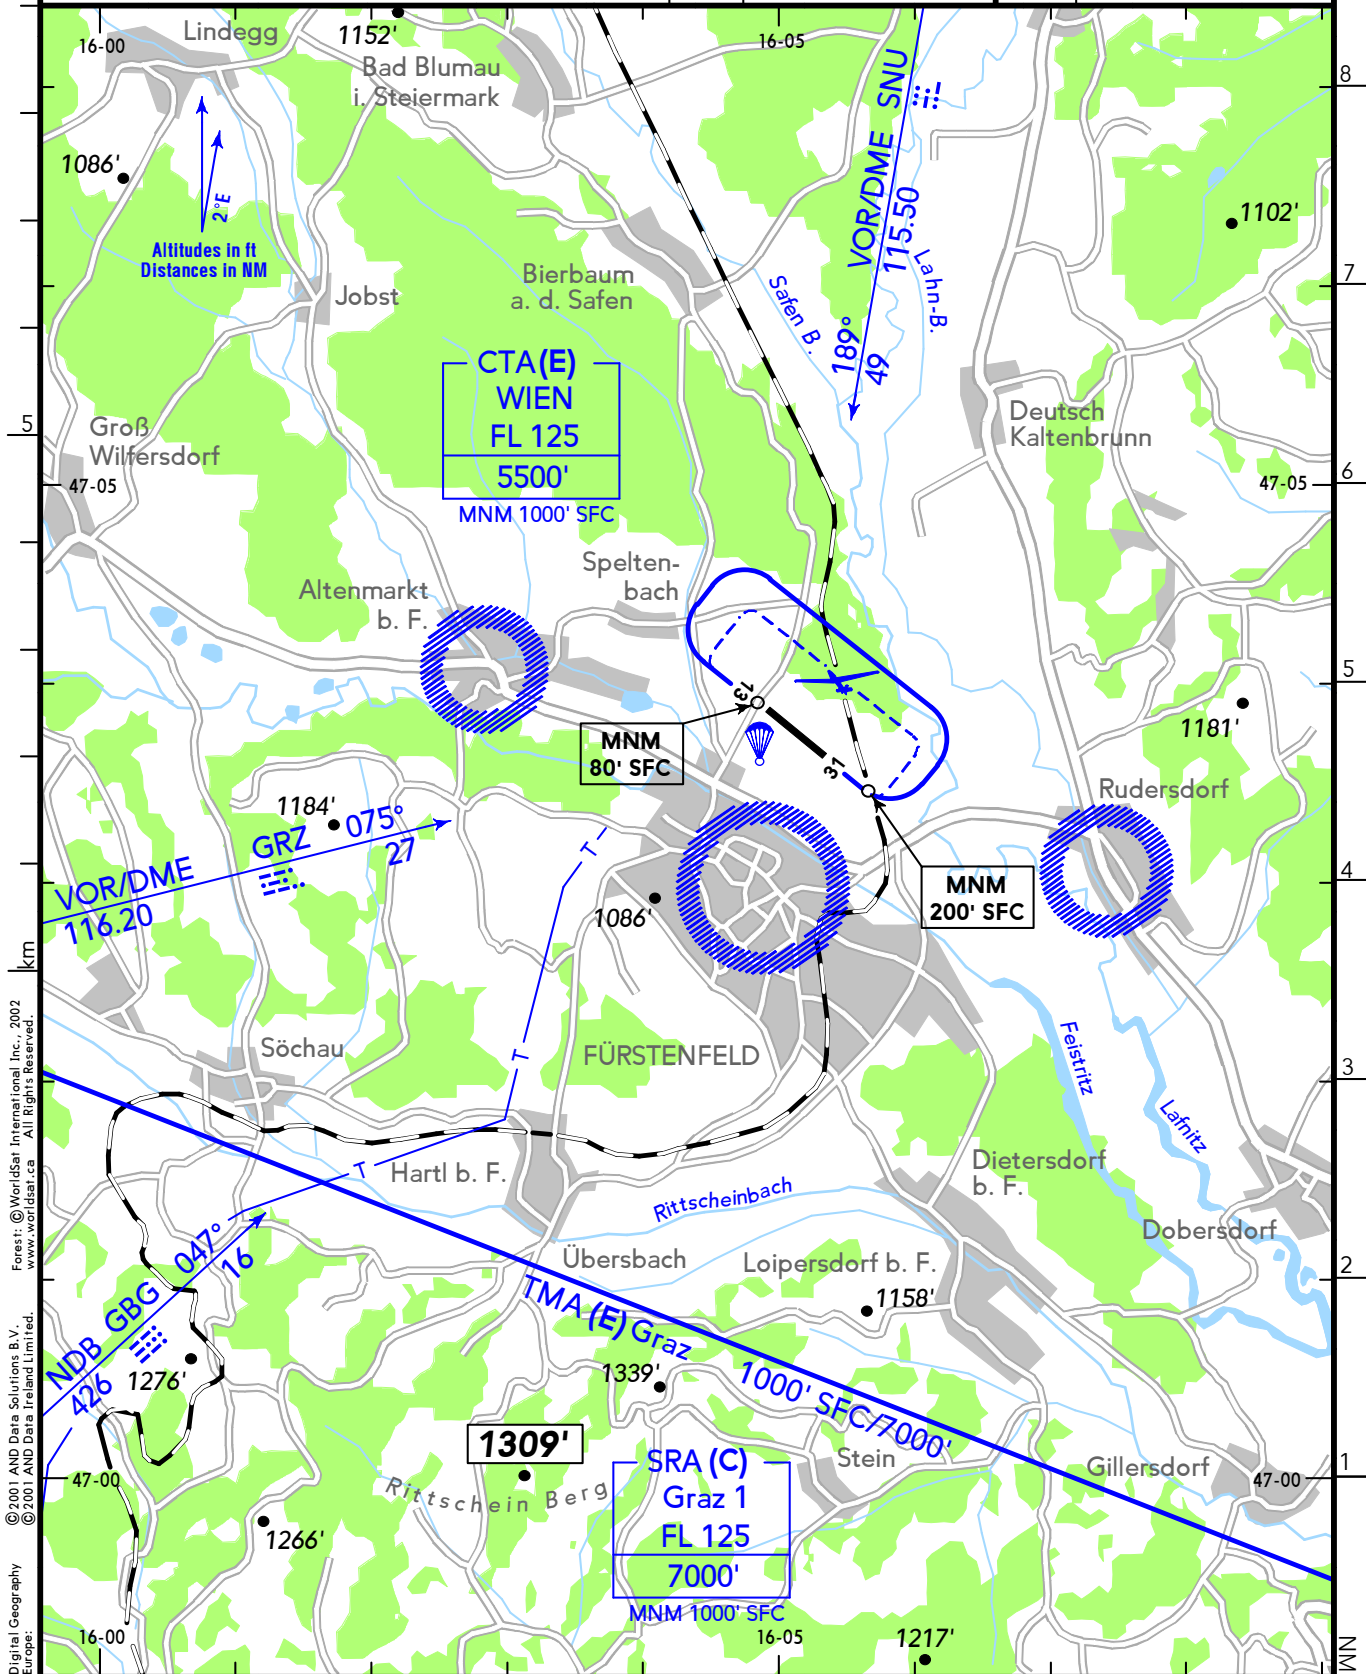 16-00
Lindegg
1152'
16-05
Bad Blumau
i. Steiermark
8
VOR/DME SNU
115.50
189°
49
1086'
2°E
Altitudes in ft
Distances in NM
1102'
Lahn-B.
Safen B.
7
Jobst
Bierbaum
a. d. Safen
CTA (E)
WIEN
FL 125
5500'
MNM 1000' SFC
Groß
Wilfersdorf
5
47-05
Deutsch
Kaltenbrunn
6
47-05
Spelten-
bach
Altenmarkt
b. F.
5
13
31
MNM
80' SFC
1181'
Rudersdorf
1184'
VOR/DME GRZ 075°
116.20
27
T
1086'
4
MNM
200' SFC
km
Söchau
T
FÜRSTENFELD
Feistritz
Lafnitz
3
T
Hartl b. F.
Rittscheinbach
Dietersdorf
b. F.
Dobersdorf
NDB GBG 047°
426
16
Übersbach
Loipersdorf b. F.
2
1158'
TMA (E) Graz 1000' SFC/7000'
1276'
1339'
1309'
Rittschein Berg
SRA (C)
Graz 1
FL 125
7000'
MNM 1000' SFC
Stein
Gillersdorf
47-00
47-00
1
1266'
16-00
16-05
1217'
NM
Forest: ©WorldSat International Inc., 2002
www.worldsat.ca All Rights Reserved.
©2001 AND Data Solutions B.V.
©2001 AND Data Ireland Limited.
Digital Geography
Europe: